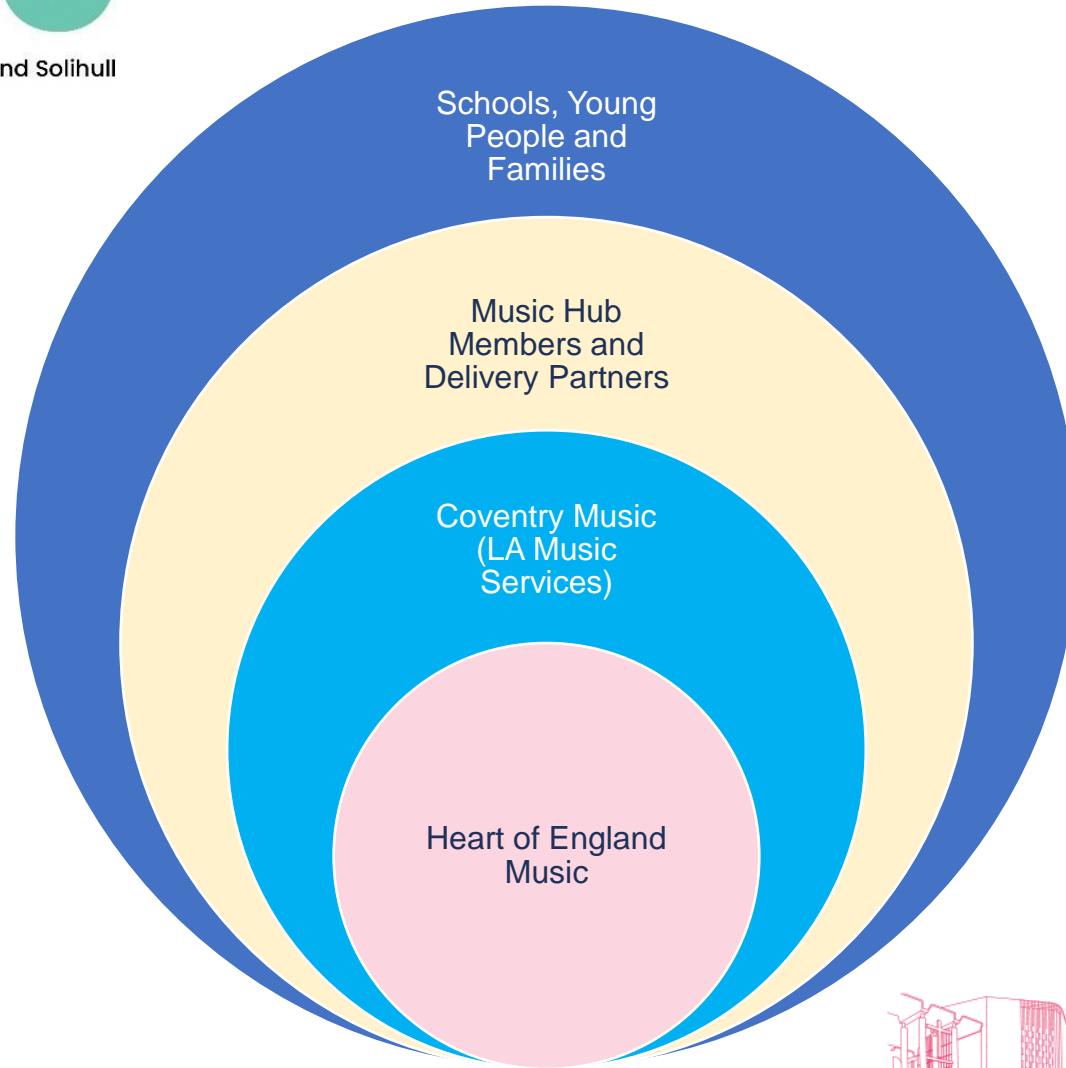 nd Solihull
Schools, Young
People and
Families
Music Hub
Members and
Delivery Partners
Coventry Music
(LA Music
Services)
Heart of England
Music